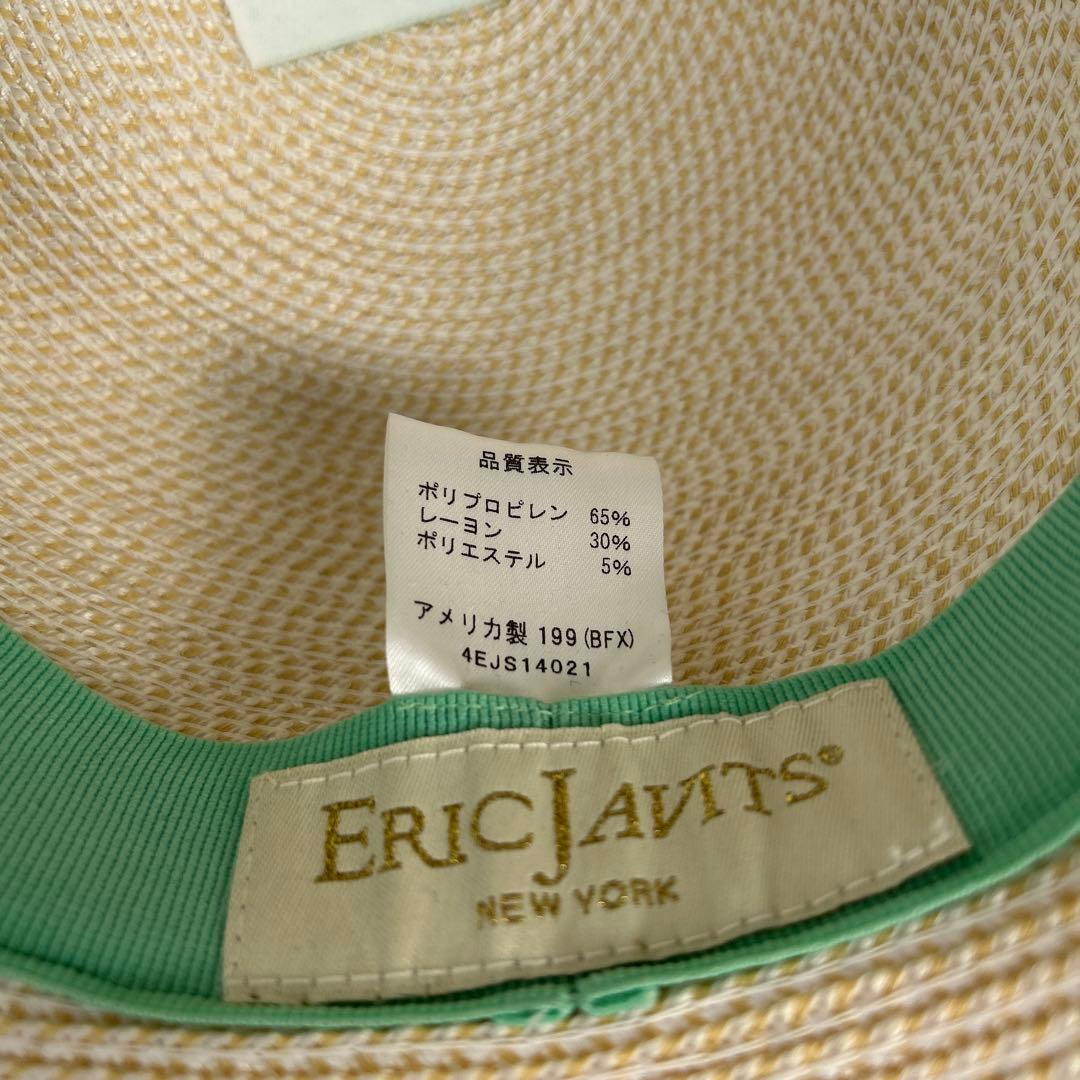 品質表示
ポリプロピレン 65%
レーヨン 30%
ポリエステル 5%
アメリカ製 199(BFX)
4EJS14021
ERIC JAVITS®
NEW YORK